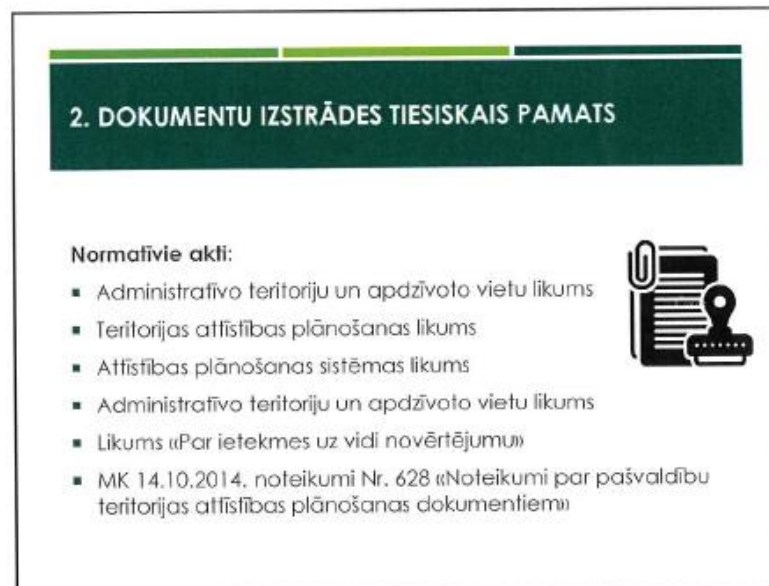 2. DOKUMENTU IZSTRĀDES TIESISKAIS PAMATS
Normatīvie akti:
▪ Administratīvo teritoriju un apdzīvoto vietu likums
▪ Teritorijas attīstības plānošanas likums
▪ Attīstības plānošanas sistēmas likums
▪ Administratīvo teritoriju un apdzīvoto vietu likums
▪ Likums «Par ietekmes uz vidi novērtējumu»
▪ MK 14.10.2014. noteikumi Nr. 628 «Noteikumi par pašvaldību
teritorijas attīstības plānošanas dokumentiem»